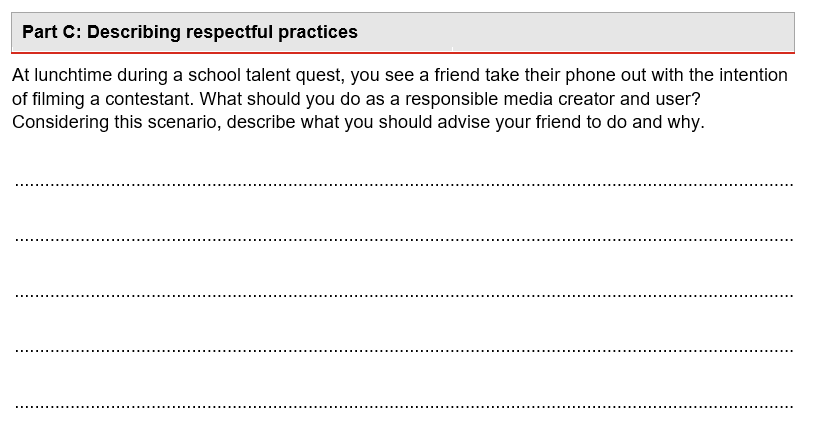 Part C: Describing respectful practices
At lunchtime during a school talent quest, you see a friend take their phone out with the intention
of filming a contestant. What should you do as a responsible media creator and user?
Considering this scenario, describe what you should advise your friend to do and why.